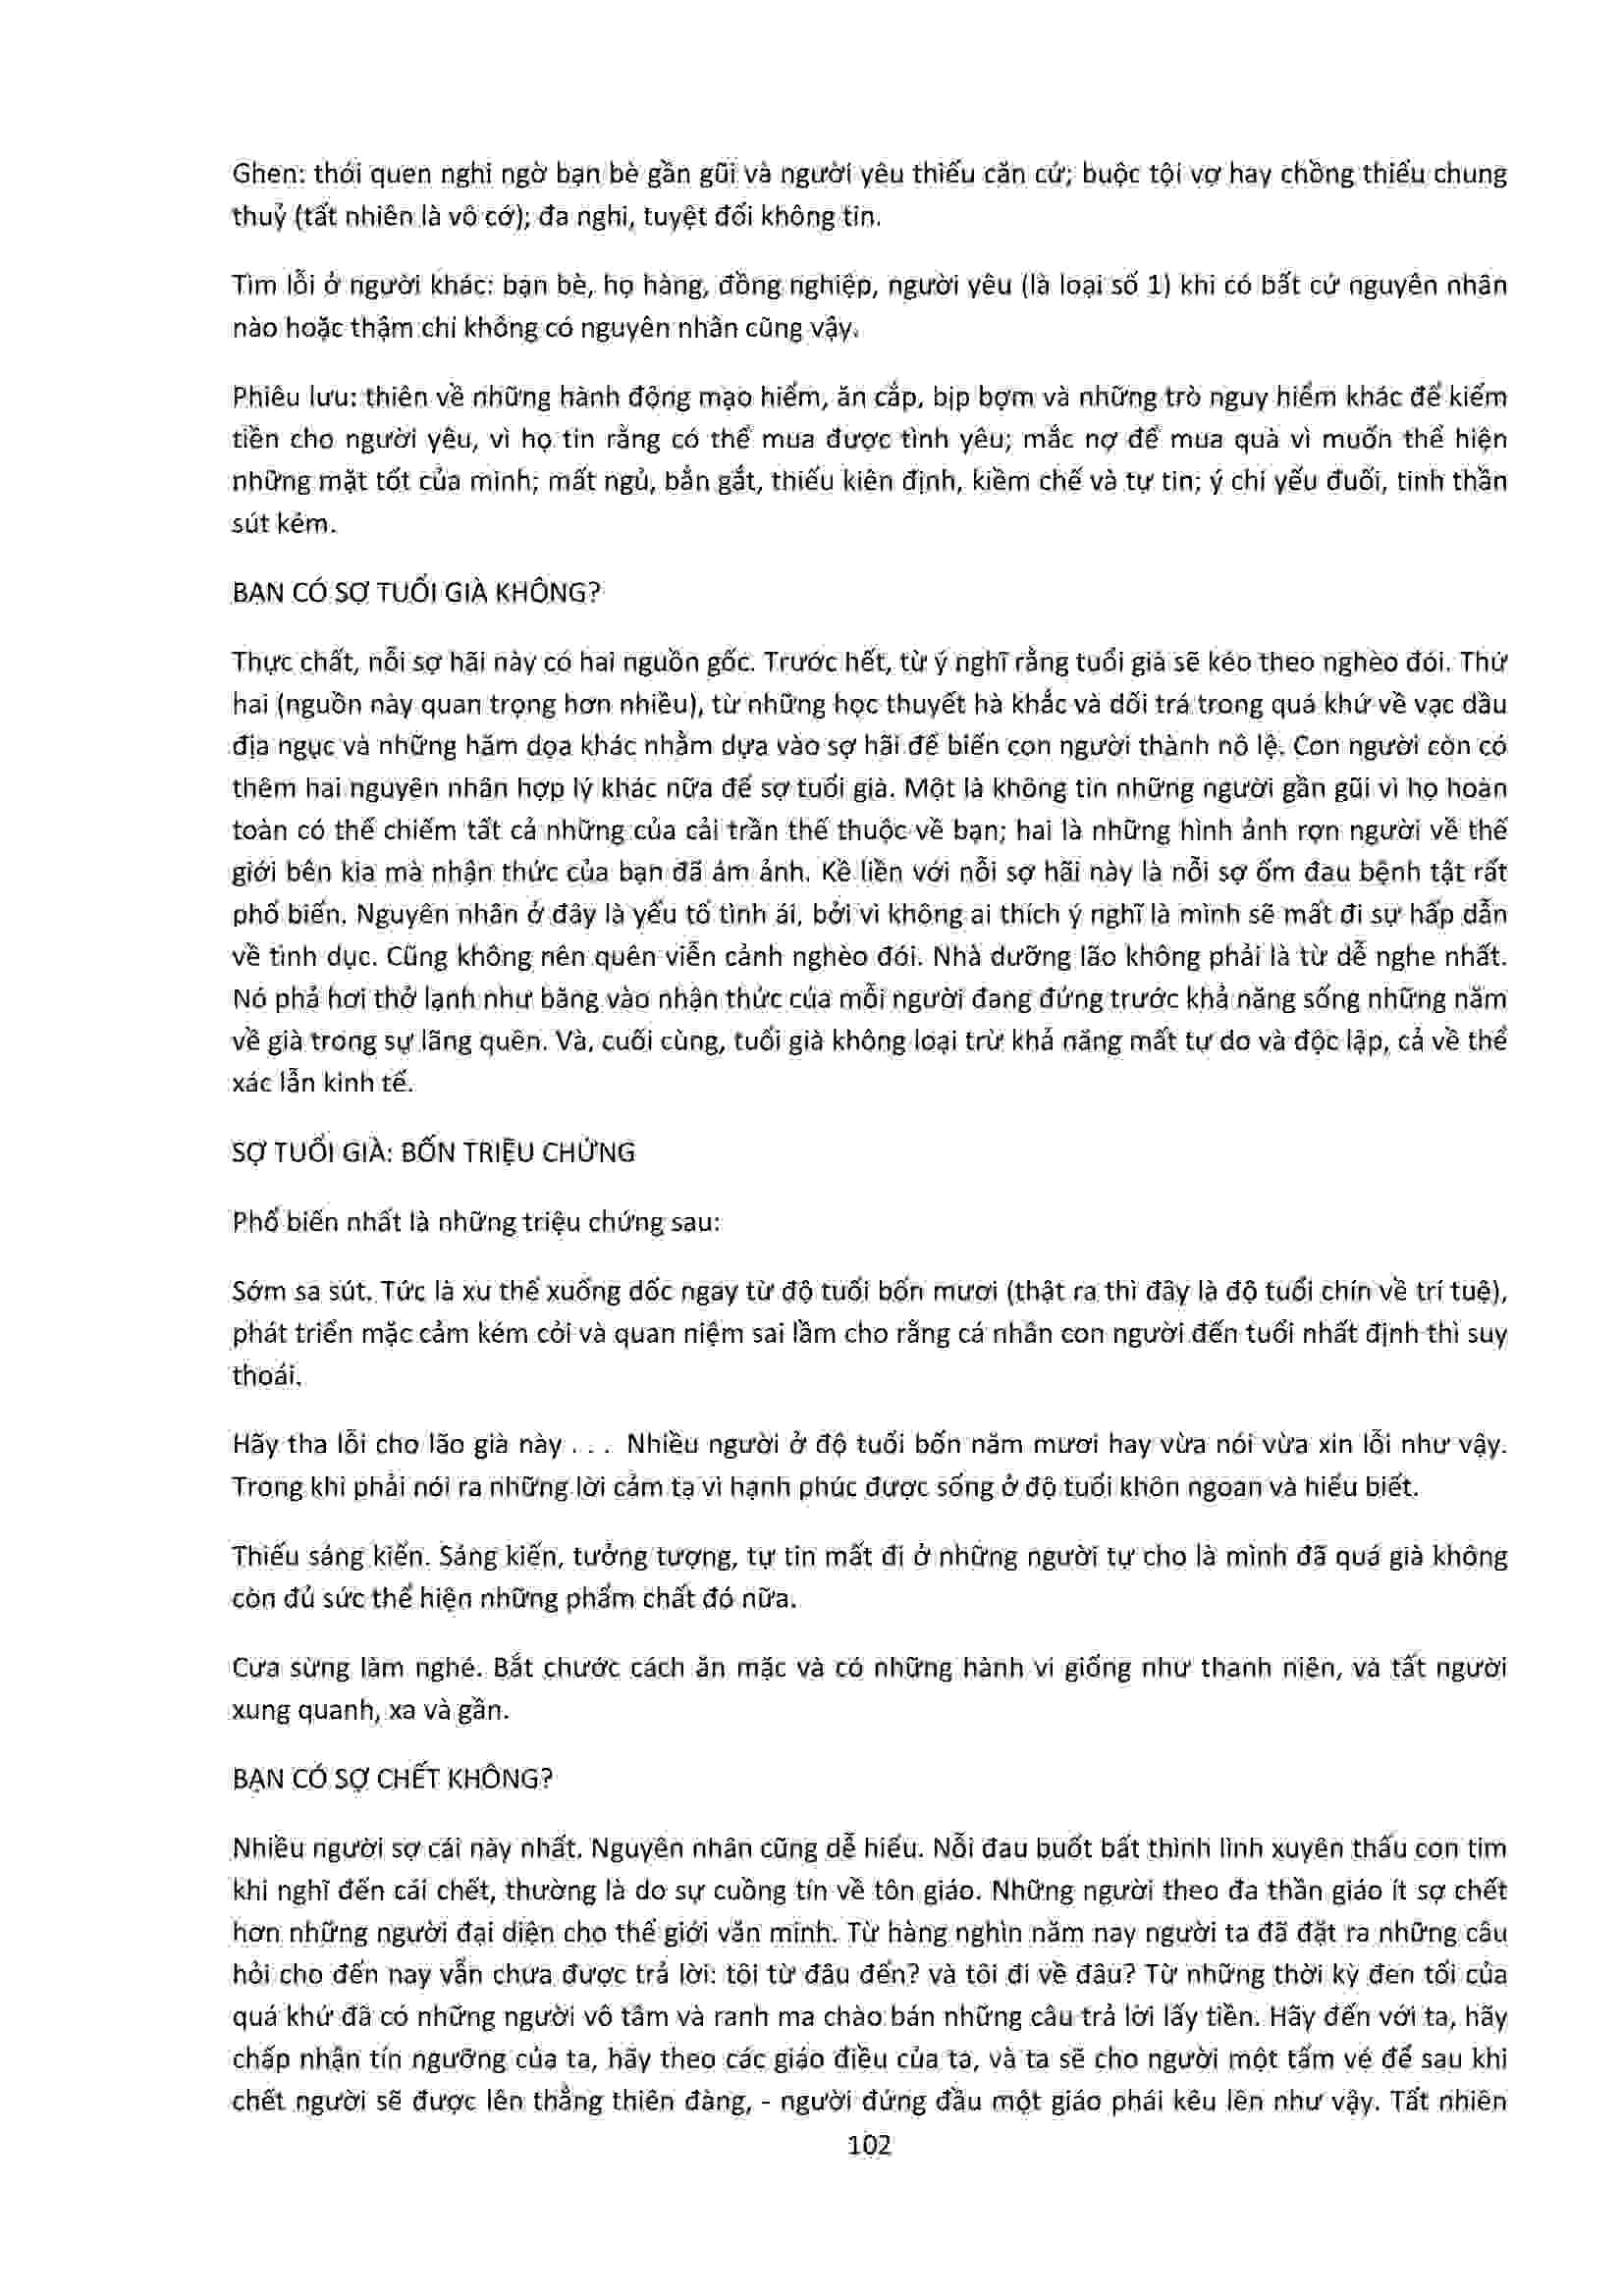 Ghen: thói quen nghi ngờ bạn bè gần gũi và người yêu thiếu căn cứ; buộc tội vợ hay chồng thiếu chung
thuỷ (tất nhiên là vô cớ); đa nghi, tuyệt đối không tin.
Tìm lỗi ở người khác: bạn bè, họ hàng, đồng nghiệp, người yêu (là loại số 1) khi có bất cứ nguyên nhân
nào hoặc thậm chí không có nguyên nhân cũng vậy.
Phiêu lưu: thiên về những hành động mạo hiểm, ăn cắp, bịp bợm và những trò nguy hiểm khác để kiếm
tiền cho người yêu, vì họ tin rằng có thể mua được tình yêu; mắc nợ để mua quà vì muốn thể hiện
những mặt tốt của mình; mất ngủ, bẳn gắt, thiếu kiên định, kiềm chế và tự tin; ý chí yếu đuối, tinh thần
sút kém.
BẠN CÓ SỢ TUỔI GIÀ KHÔNG?
Thực chất, nỗi sợ hãi này có hai nguồn gốc. Trước hết, từ ý nghĩ rằng tuổi già sẽ kéo theo nghèo đói. Thứ
hai (nguồn này quan trọng hơn nhiều), từ những học thuyết hà khắc và dối trá trong quá khứ về vạc dầu
địa ngục và những hăm dọa khác nhằm dựa vào sợ hãi để biến con người thành nô lệ. Con người còn có
thêm hai nguyên nhân hợp lý khác nữa để sợ tuổi già. Một là không tin những người gần gũi vì họ hoàn
toàn có thể chiếm tất cả những của cải trần thế thuộc về bạn; hai là những hình ảnh rợn người về thế
giới bên kia mà nhận thức của bạn đã ám ảnh. Kề liền với nỗi sợ hãi này là nỗi sợ ốm đau bệnh tật rất
phổ biến. Nguyên nhân ở đây là yếu tố tình ái, bởi vì không ai thích ý nghĩ là mình sẽ mất đi sự hấp dẫn
về tình dục. Cũng không nên quên viễn cảnh nghèo đói. Nhà dưỡng lão không phải là từ dễ nghe nhất.
Nó phả hơi thở lạnh như băng vào nhận thức của mỗi người đang đứng trước khả năng sống những năm
về già trong sự lãng quên. Và, cuối cùng, tuổi già không loại trừ khả năng mất tự do và độc lập, cả về thể
xác lẫn kinh tế.
SỢ TUỔI GIÀ: BỐN TRIỆU CHỨNG
Phổ biến nhất là những triệu chứng sau:
Sớm sa sút. Tức là xu thế xuống dốc ngay từ độ tuổi bốn mươi (thật ra thì đây là độ tuổi chín về trí tuệ),
phát triển mặc cảm kém cỏi và quan niệm sai lầm cho rằng cá nhân con người đến tuổi nhất định thì suy
thoái.
Hãy tha lỗi cho lão già này . . . Nhiều người ở độ tuổi bốn năm mươi hay vừa nói vừa xin lỗi như vậy.
Trong khi phải nói ra những lời cảm tạ vì hạnh phúc được sống ở độ tuổi khôn ngoan và hiểu biết.
Thiếu sáng kiến. Sáng kiến, tưởng tượng, tự tin mất đi ở những người tự cho là mình đã quá già không
còn đủ sức thể hiện những phẩm chất đó nữa.
Cưa sừng làm nghé. Bắt chước cách ăn mặc và có những hành vi giống như thanh niên, và tất người
xung quanh, xa và gần.
BẠN CÓ SỢ CHẾT KHÔNG?
Nhiều người sợ cái này nhất. Nguyên nhân cũng dễ hiểu. Nỗi đau buốt bất thình lình xuyên thấu con tim
khi nghĩ đến cái chết, thường là do sự cuồng tín về tôn giáo. Những người theo đa thần giáo ít sợ chết
hơn những người đại diện cho thế giới văn minh. Từ hàng nghìn năm nay người ta đã đặt ra những câu
hỏi cho đến nay vẫn chưa được trả lời: tôi từ đâu đến? và tôi đi về đâu? Từ những thời kỳ đen tối của
quá khứ đã có những người vô tâm và ranh ma chào bán những câu trả lời lấy tiền. Hãy đến với ta, hãy
chấp nhận tín ngưỡng của ta, hãy theo các giáo điều của ta, và ta sẽ cho người một tấm vé để sau khi
chết người sẽ được lên thẳng thiên đàng, - người đứng đầu một giáo phái kêu lên như vậy. Tất nhiên
102